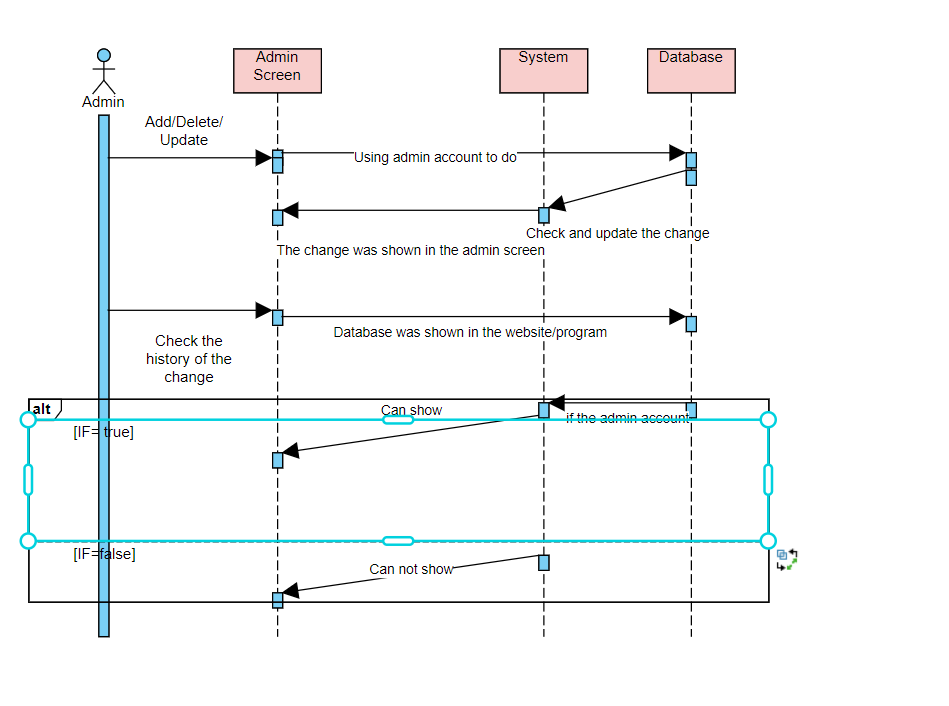 Admin
Screen
System
Database
Admin
Add/Delete/
Update
Using admin account to do
Check and update the change
The change was shown in the admin screen
Database was shown in the website/program
Check the
history of the
change
alt
Can show
if the admin account
[IF= true]
[IF=false]
Can not show